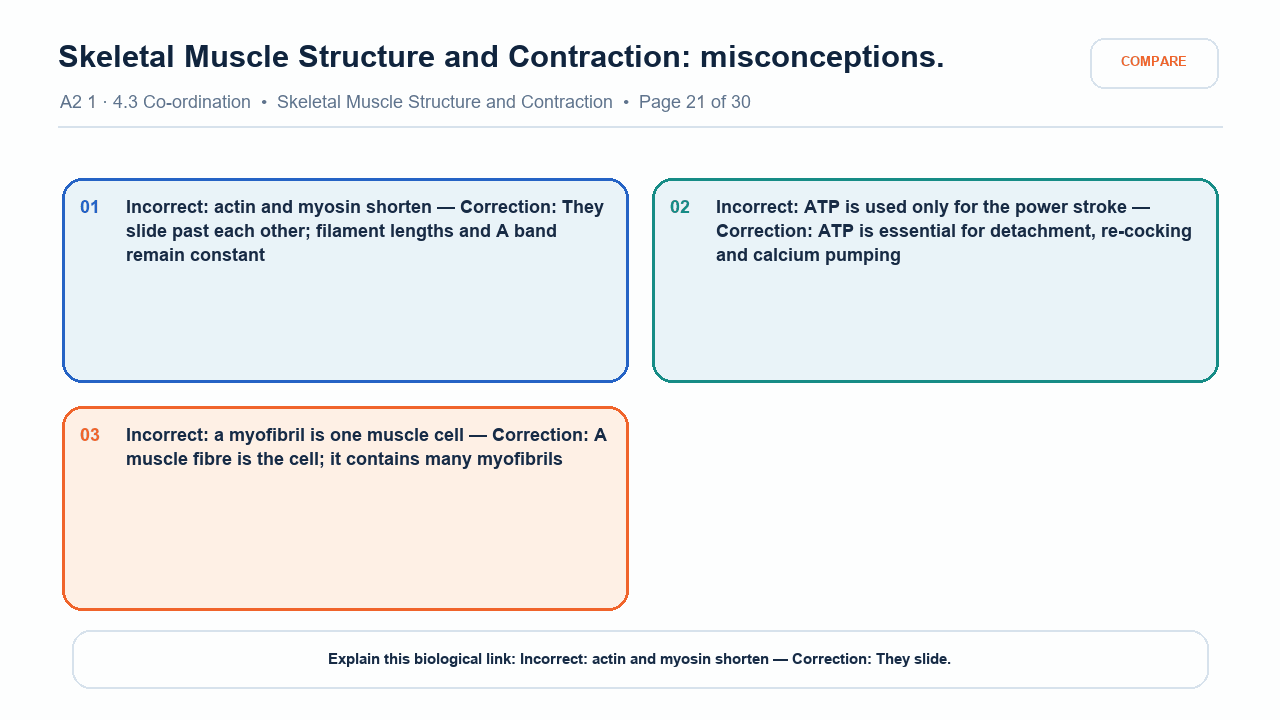 Skeletal Muscle Structure and Contraction: misconceptions.
COMPARE
A2 1 · 4.3 Co-ordination • Skeletal Muscle Structure and Contraction • Page 21 of 30
01
Incorrect: actin and myosin shorten — Correction: They
slide past each other; filament lengths and A band
remain constant
02
Incorrect: ATP is used only for the power stroke —
Correction: ATP is essential for detachment, re-cocking
and calcium pumping
03
Incorrect: a myofibril is one muscle cell — Correction: A
muscle fibre is the cell; it contains many myofibrils
Explain this biological link: Incorrect: actin and myosin shorten — Correction: They slide.